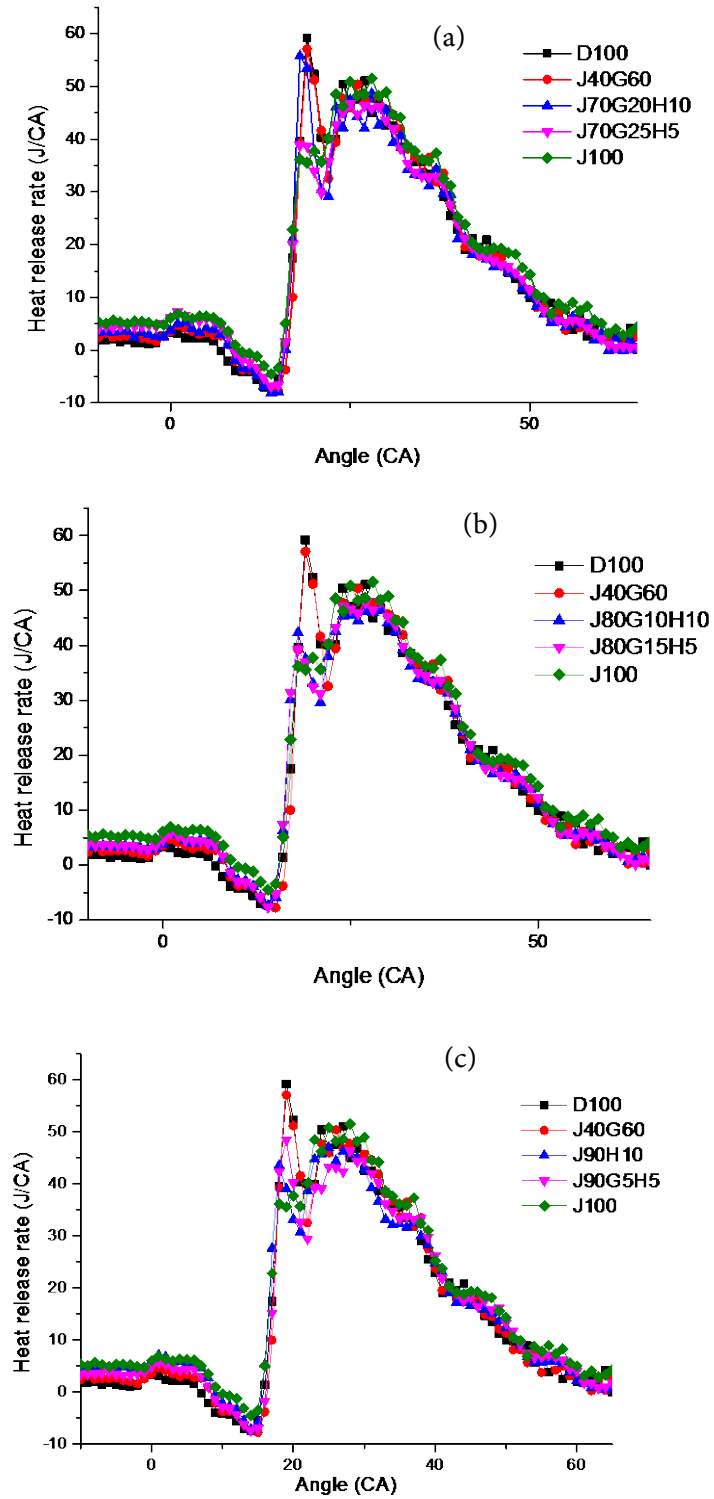 (a)
D100
J40G60
J70G20H10
J70G25H5
J100
Heat release rate (J/CA)
60
50
40
30
20
10
0
-10
0
50
Angle (CA)
(b)
D100
J40G60
J80G10H10
J80G15H5
J100
Heat release rate (J/CA)
60
50
40
30
20
10
0
-10
0
50
Angle (CA)
(c)
D100
J40G60
J90H10
J90G5H5
J100
Heat release rate (J/CA)
60
50
40
30
20
10
0
-10
0
20
40
60
Angle (CA)